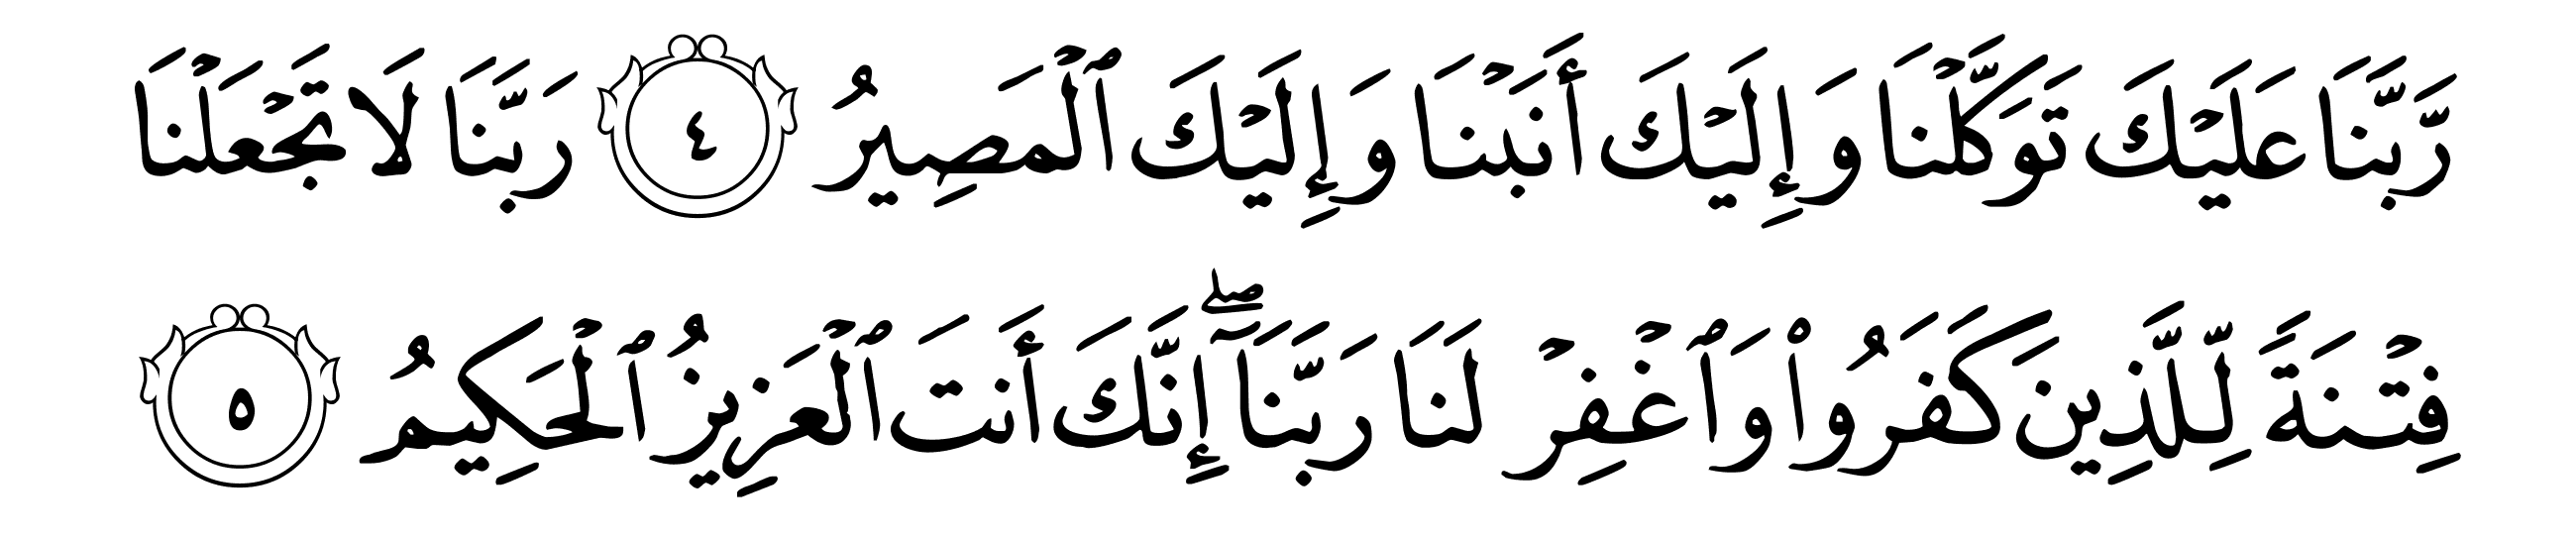 رَّبَّنَا عَلَيۡكَ تَوَكَّلۡنَا وَإِلَيۡكَ أَنَبۡنَا وَإِلَيۡكَ ٱلۡمَصِيرُ ٤ رَبَّنَا لَا تَجۡعَلۡنَا
فِتۡنَةً لِّلَّذِينَ كَفَرُواْ وَٱغۡفِرۡ لَنَا رَبَّنَآۖ إِنَّكَ أَنتَ ٱلۡعَزِيزُ ٱلۡحَكِيمُ ٥